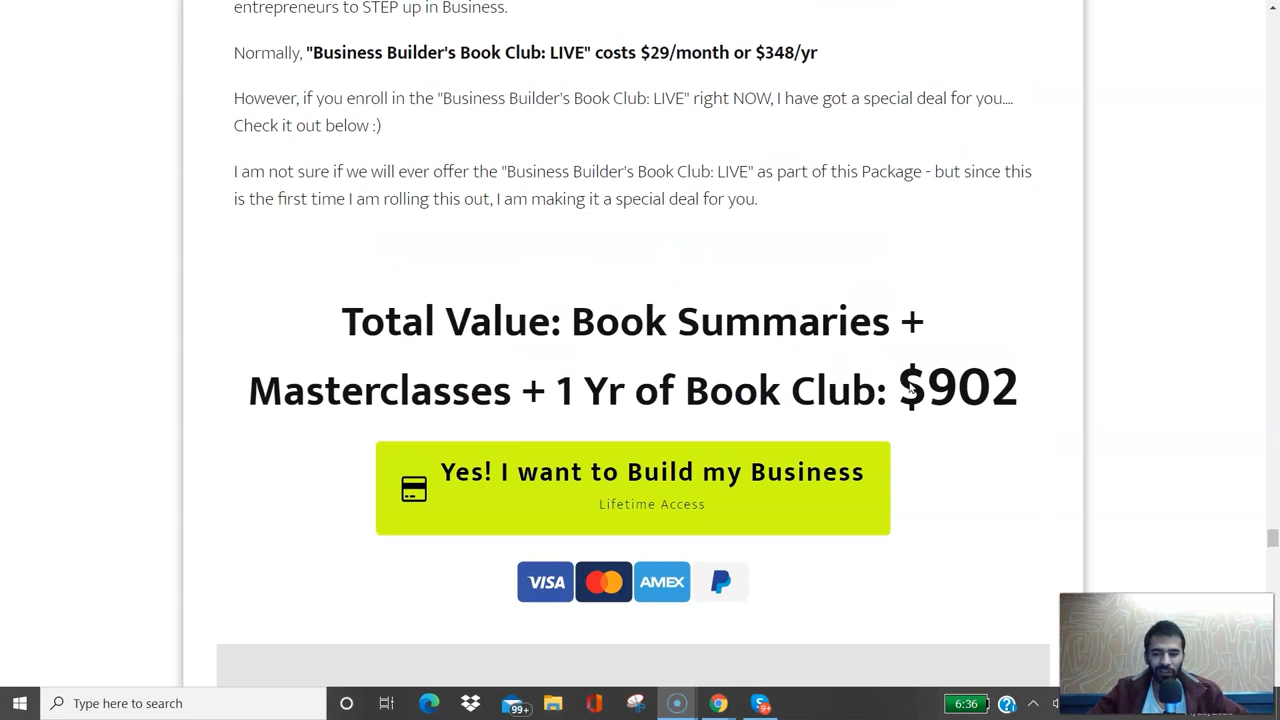 entrepreneurs to STEP up in Business.
Normally, "Business Builder's Book Club: LIVE" costs $29/month or $348/yr
However, if you enroll in the "Business Builder's Book Club: LIVE" right NOW, I have got a special deal for you....
Check it out below :)
I am not sure if we will ever offer the "Business Builder's Book Club: LIVE" as part of this Package - but since this
is the first time I am rolling this out, I am making it a special deal for you.
Total Value: Book Summaries +
Masterclasses + 1 Yr of Book Club: $902
Yes! I want to Build my Business
Lifetime Access
VISA
AMEX
Type here to search
99+
9+
6:36